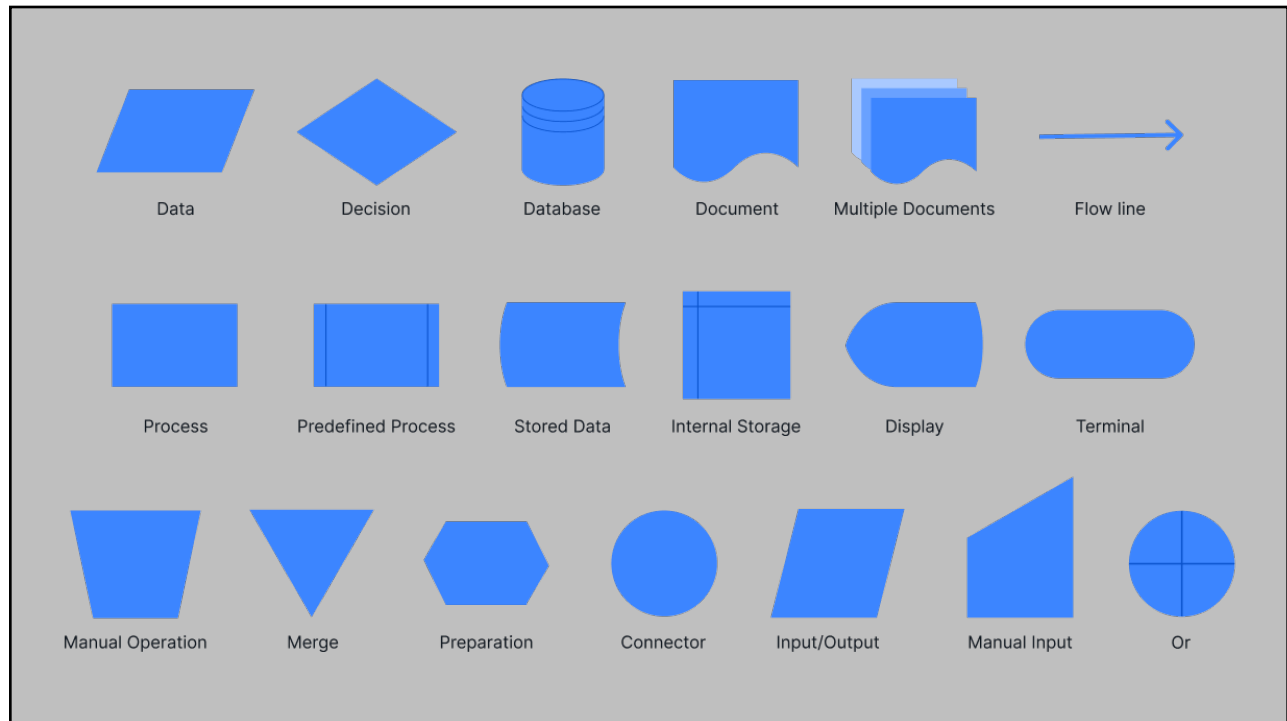 Data
Decision
Database
Document
Multiple Documents
Flow line
Process
Predefined Process
Stored Data
Internal Storage
Display
Terminal
Manual Operation
Merge
Preparation
Connector
Input/Output
Manual Input
Or